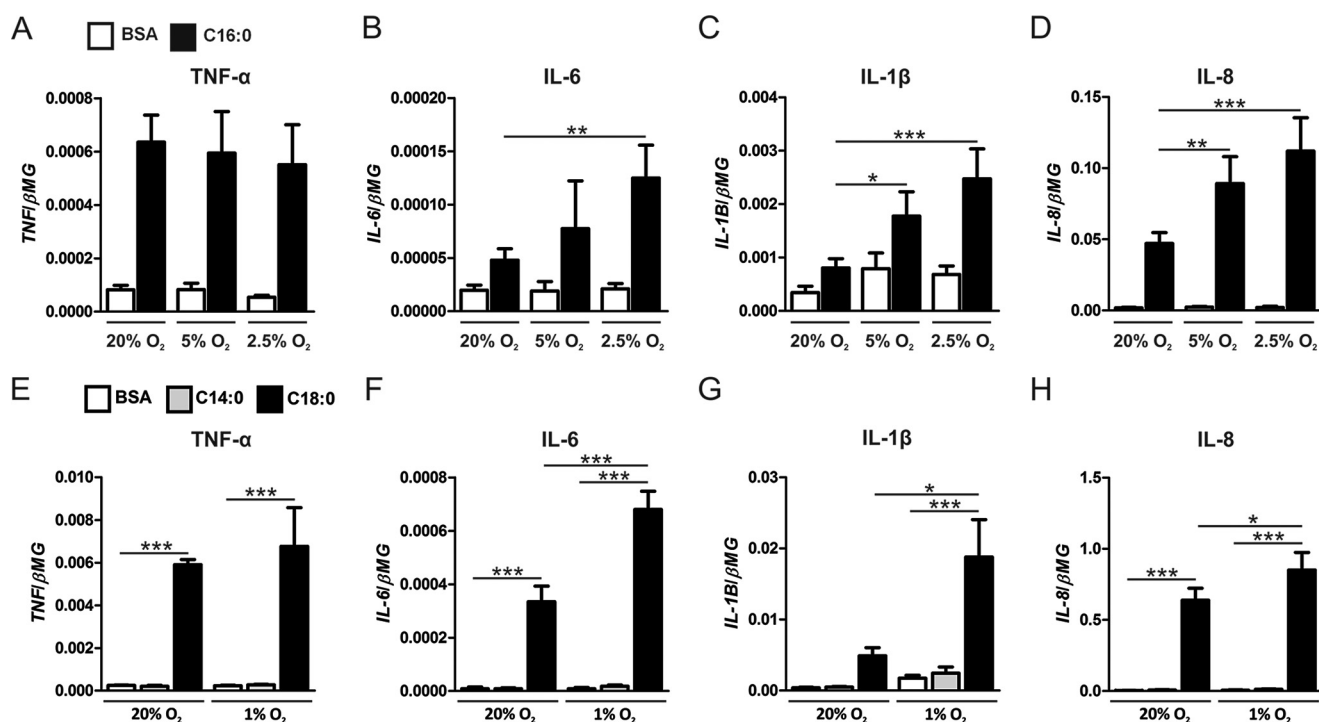 A B C D
BSA C16:0
TNF-α IL-6 IL-1β IL-8
0.0008 0.00020 0.004 0.15
** *** ***
0.0006 0.00015 0.003 0.10
* **
0.0004 0.00010 0.002
0.05
0.0002 0.00005 0.001
0.0000 0.00000 0.000 0.00
TNF/βMG IL-6/βMG IL-1B/βMG IL-8/βMG
20% O2 5% O2 2.5% O2 20% O2 5% O2 2.5% O2 20% O2 5% O2 2.5% O2 20% O2 5% O2 2.5% O2
E F G H
BSA C14:0 C18:0
TNF-α IL-6 IL-1β IL-8
0.010 0.0008 0.03 1.5
*** *** * *
*** *** ***
0.008 0.0006 0.02 1.0
*** *** ***
0.006 0.0004
0.004 0.01 0.5
0.0002
0.002
0.000 0.0000 0.00 0.0
TNF/βMG IL-6/βMG IL-1B/βMG IL-8/βMG
20% O2 1% O2 20% O2 1% O2 20% O2 1% O2 20% O2 1% O2